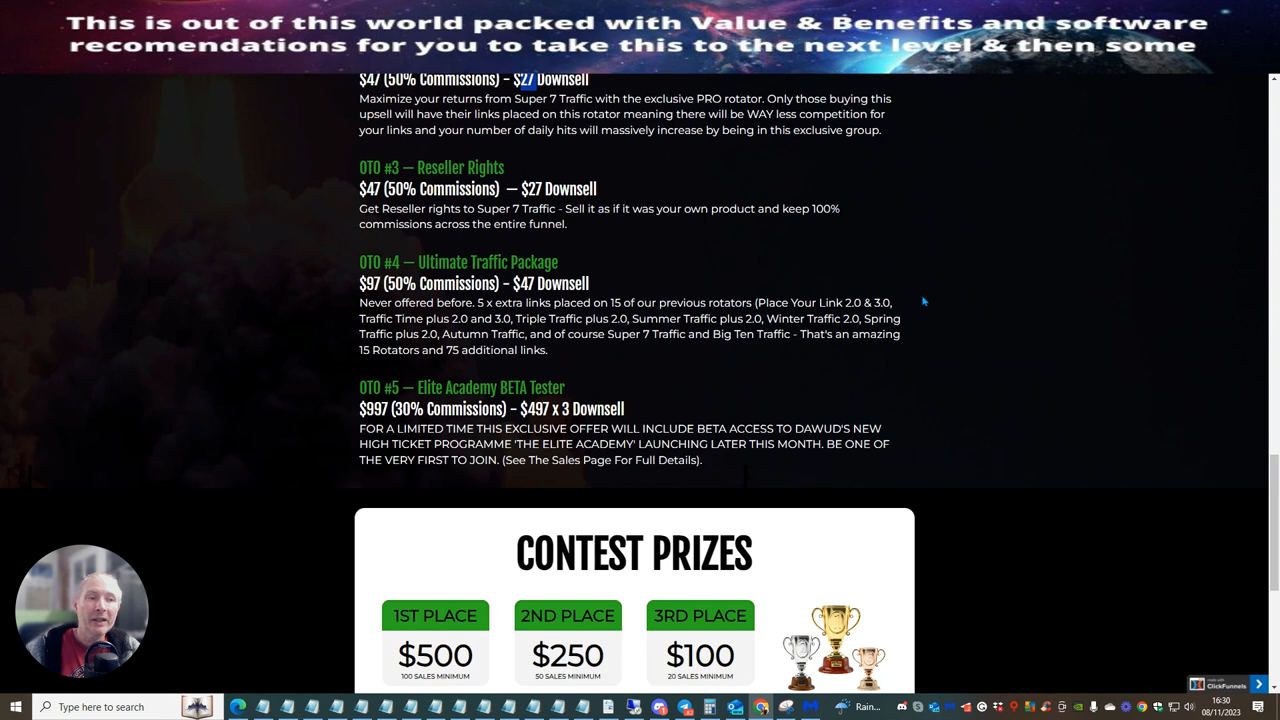 This is out of this world packed with Value & Benefits and software
recomendations for you to take this to the next level & then some
$47 (50% Commissions) – $27 Downsell
Maximize your returns from Super 7 Traffic with the exclusive PRO rotator. Only those buying this
upsell will have their links placed on this rotator meaning there will be WAY less competition for
your links and your number of daily hits will massively increase by being in this exclusive group.
OTO #3 — Reseller Rights
$47 (50% Commissions) — $27 Downsell
Get Reseller rights to Super 7 Traffic - Sell it as if it was your own product and keep 100%
commissions across the entire funnel.
OTO #4 — Ultimate Traffic Package
$97 (50% Commissions) – $47 Downsell
Never offered before. 5 x extra links placed on 15 of our previous rotators (Place Your Link 2.0 & 3.0,
Traffic Time plus 2.0 and 3.0, Triple Traffic plus 2.0, Summer Traffic plus 2.0, Winter Traffic 2.0, Spring
Traffic plus 2.0, Autumn Traffic, and of course Super 7 Traffic and Big Ten Traffic - That's an amazing
15 Rotators and 75 additional links.
OTO #5 — Elite Academy BETA Tester
$997 (30% Commissions) – $497 x 3 Downsell
FOR A LIMITED TIME THIS EXCLUSIVE OFFER WILL INCLUDE BETA ACCESS TO DAWUD'S NEW
HIGH TICKET PROGRAMME 'THE ELITE ACADEMY' LAUNCHING LATER THIS MONTH. BE ONE OF
THE VERY FIRST TO JOIN. (See The Sales Page For Full Details).
CONTEST PRIZES
1ST PLACE 2ND PLACE 3RD PLACE
$500 $250 $100
100 SALES MINIMUM 50 SALES MINIMUM 20 SALES MINIMUM
made with
ClickFunnels
Type here to search
Rain...
16:30
08/11/2023